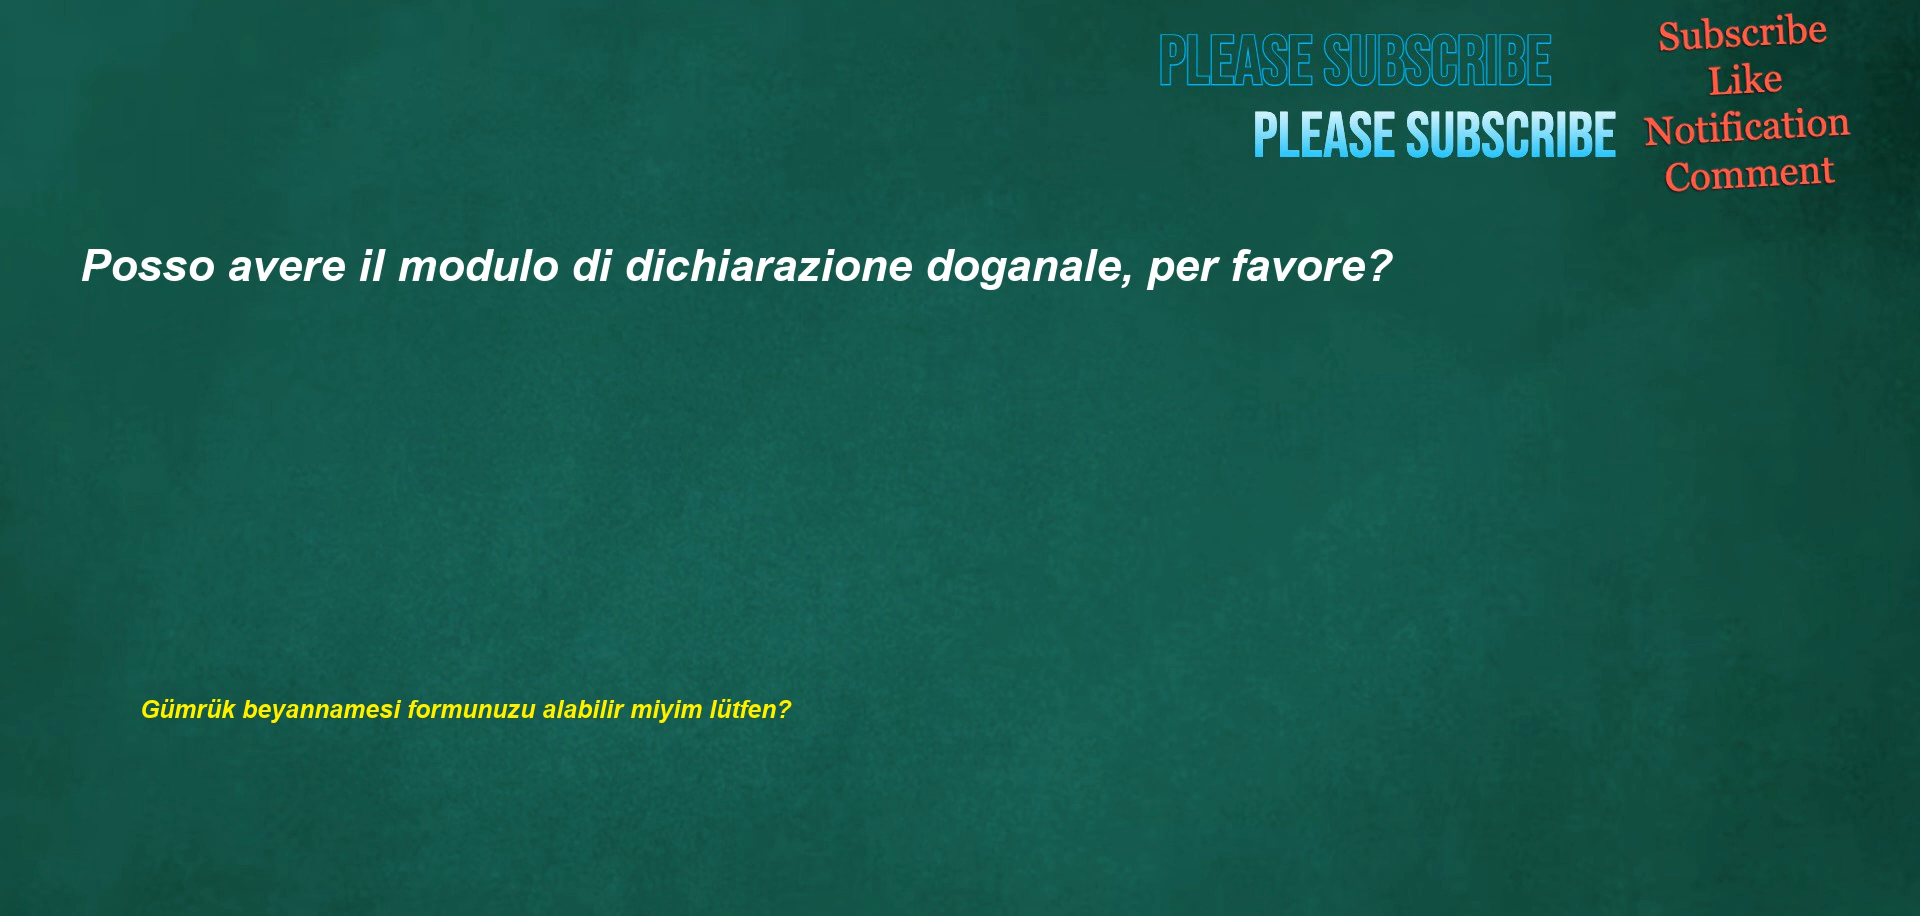 PLEASE SUBSCRIBE
PLEASE SUBSCRIBE
Subscribe
Like
Notification
Comment
Posso avere il modulo di dichiarazione doganale, per favore?
Gümrük beyannamesi formunuzu alabilir miyim lütfen?